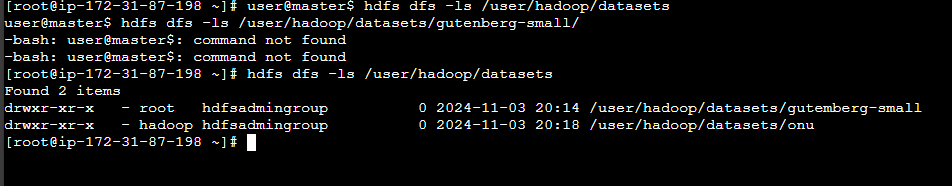 [root@ip-172-31-87-198 ~]# user@master$ hdfs dfs -ls /user/hadoop/datasets
user@master$ hdfs dfs -ls /user/hadoop/datasets/gutenberg-small/
-bash: user@master$: command not found
-bash: user@master$: command not found
[root@ip-172-31-87-198 ~]# hdfs dfs -ls /user/hadoop/datasets
Found 2 items
drwxr-xr-x   - root   hdfsadmingroup          0 2024-11-03 20:14 /user/hadoop/datasets/gutemberg-small
drwxr-xr-x   - hadoop hdfsadmingroup          0 2024-11-03 20:18 /user/hadoop/datasets/onu
[root@ip-172-31-87-198 ~]#